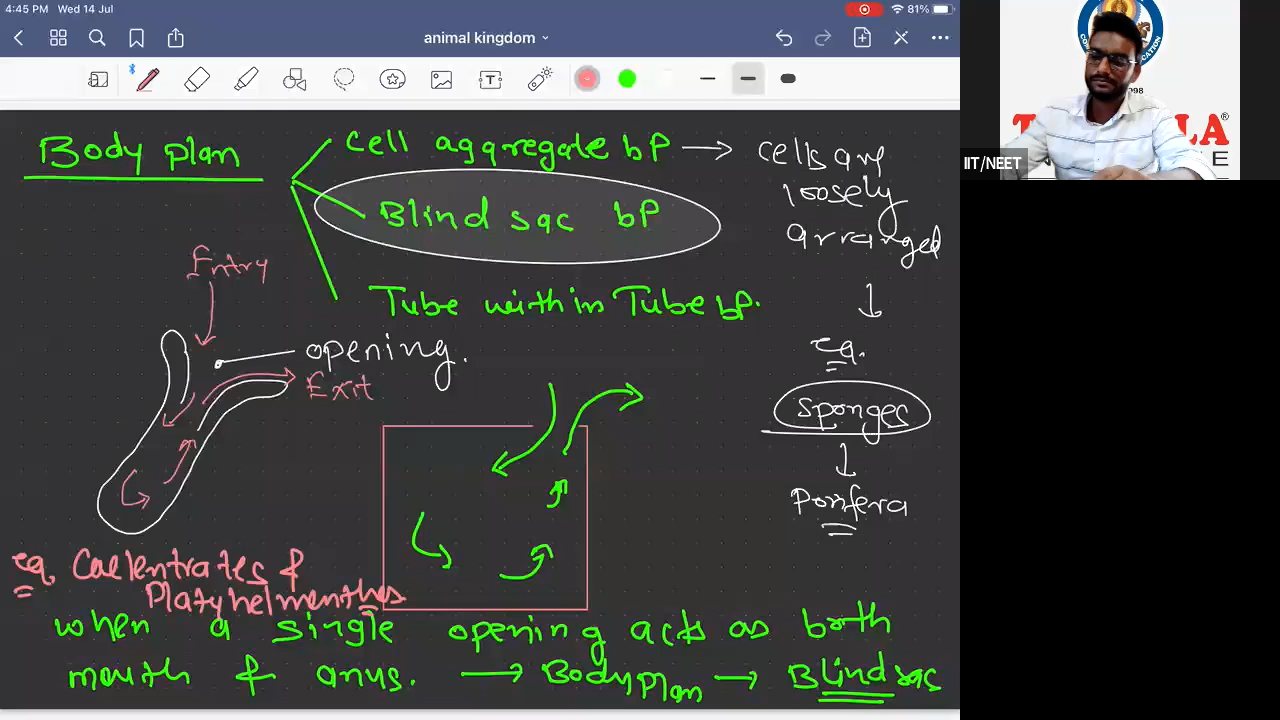 4:45 PM Wed 14 Jul
81%
animal kingdom
Body plan
Cell aggregate bP → cells are
loosely
arranged
Blind sac bP
Tube within Tube bP.
eg.
Sponges
Porifera
Entry
opening.
Exit
eg. Coelentrates &
Platyhelmenthes
when a single opening acts as both
mouth & anus. → Body Plan → Blind sac
IIT/NEET